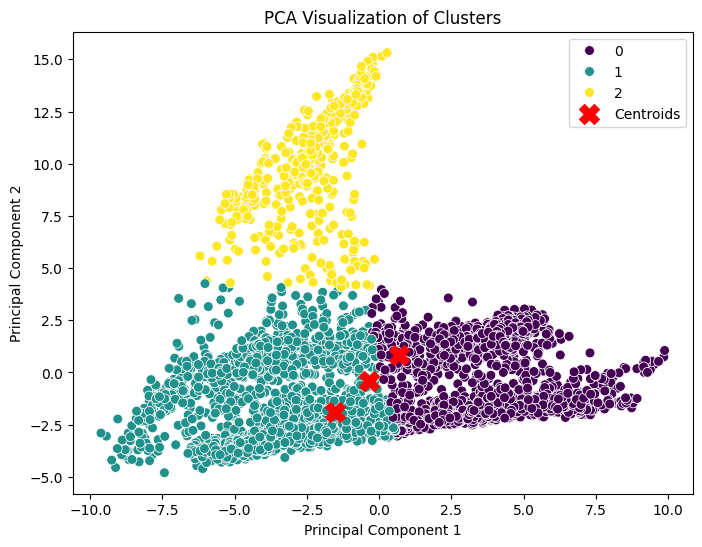 PCA Visualization of Clusters
Principal Component 2
15.0
12.5
10.0
7.5
5.0
2.5
0.0
−2.5
−5.0
0
1
2
Centroids
−10.0 −7.5 −5.0 −2.5 0.0 2.5 5.0 7.5 10.0
Principal Component 1